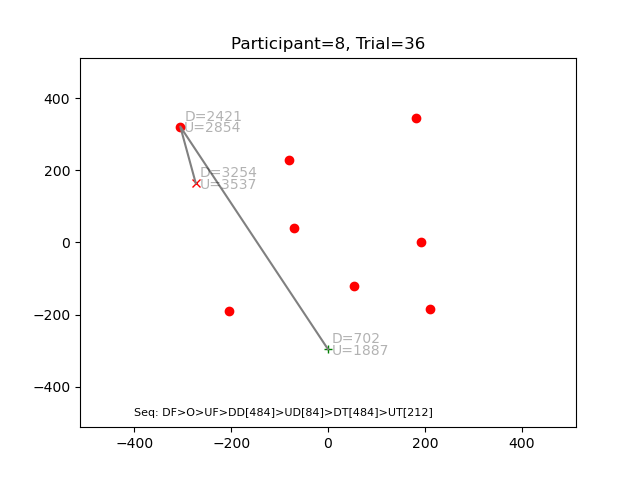 Participant=8, Trial=36
D=2421
U=2854
D=3254
U=3537
D=702
U=1887
Seq: DF>O>UF>DD[484]>UD[84]>DT[484]>UT[212]
400
200
0
−200
−400
−400 −200 0 200 400